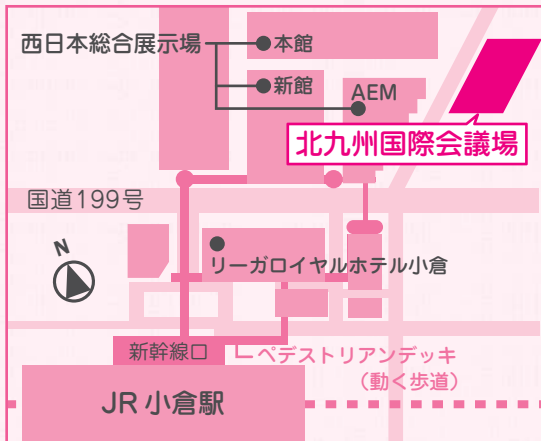 西日本総合展示場
本館
新館
AEM
北九州国際会議場
国道199号
N
リーガロイヤルホテル小倉
新幹線口
ペデストリアンデッキ
（動く歩道）
JR 小倉駅